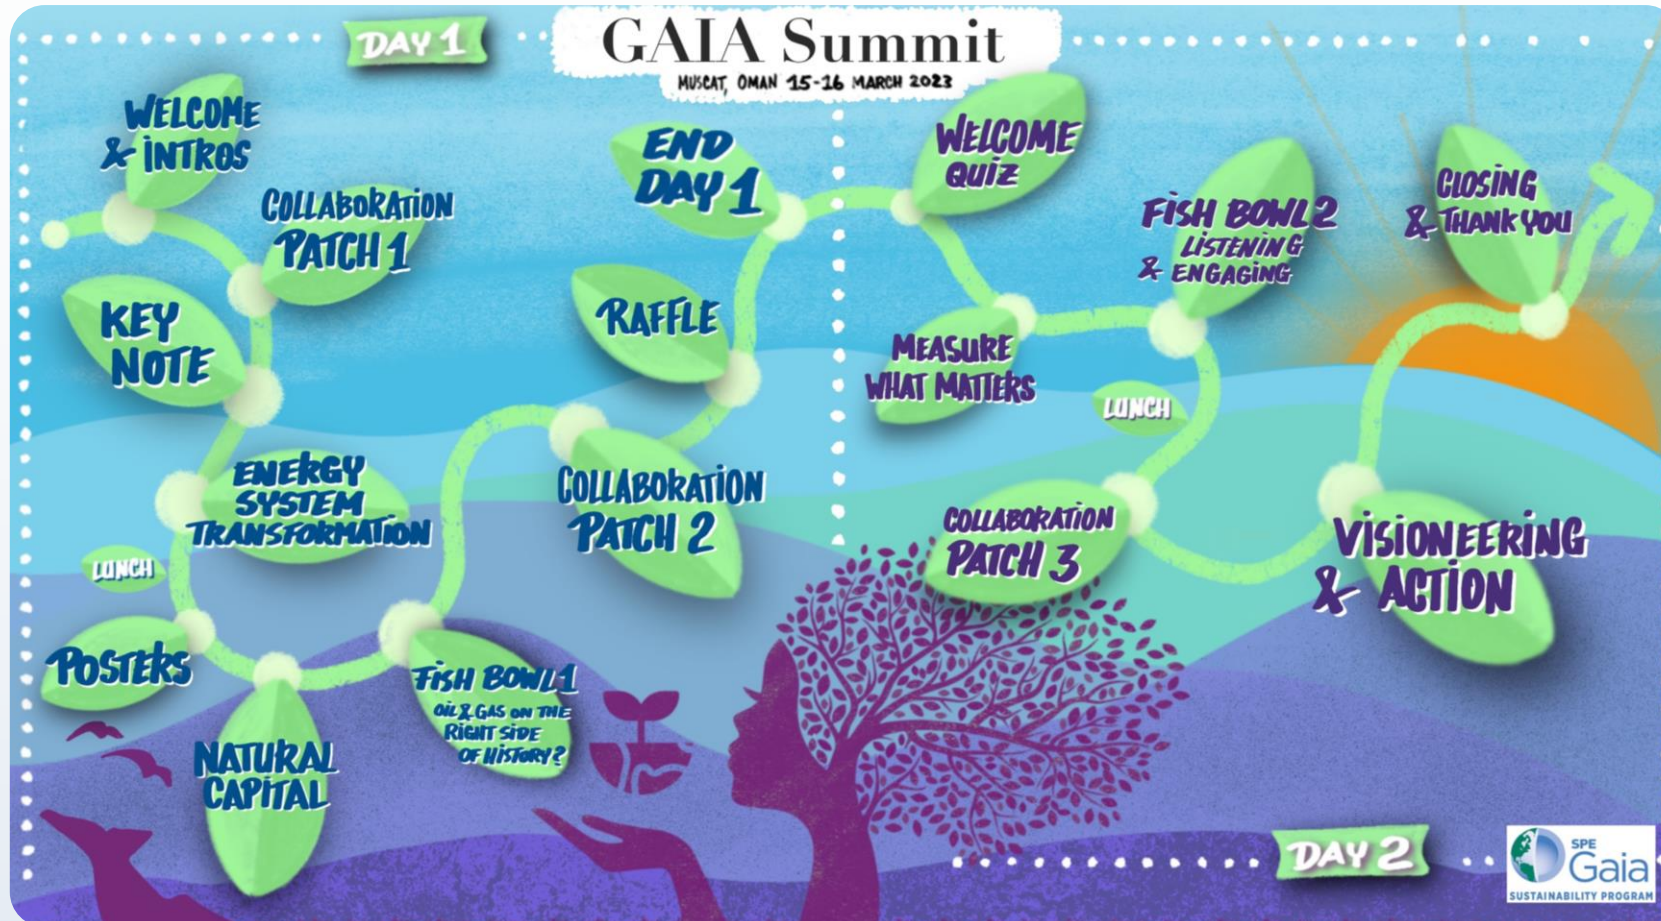 DAY 1
GAIA Summit
MUSCAT, OMAN 15-16 MARCH 2023
WELCOME
& INTROS
COLLABORATION
PATCH 1
KEY
NOTE
ENERGY
SYSTEM
TRANSFORMATION
LUNCH
POSTERS
NATURAL
CAPITAL
FISH BOWL 1
OIL & GAS ON THE
RIGHT SIDE
OF HISTORY?
COLLABORATION
PATCH 2
RAFFLE
END
DAY 1
WELCOME
QUIZ
MEASURE
WHAT MATTERS
FISH BOWL 2
LISTENING
& ENGAGING
LUNCH
COLLABORATION
PATCH 3
VISIONEERING
& ACTION
CLOSING
& THANK YOU
DAY 2
SPE
Gaia
SUSTAINABILITY PROGRAM